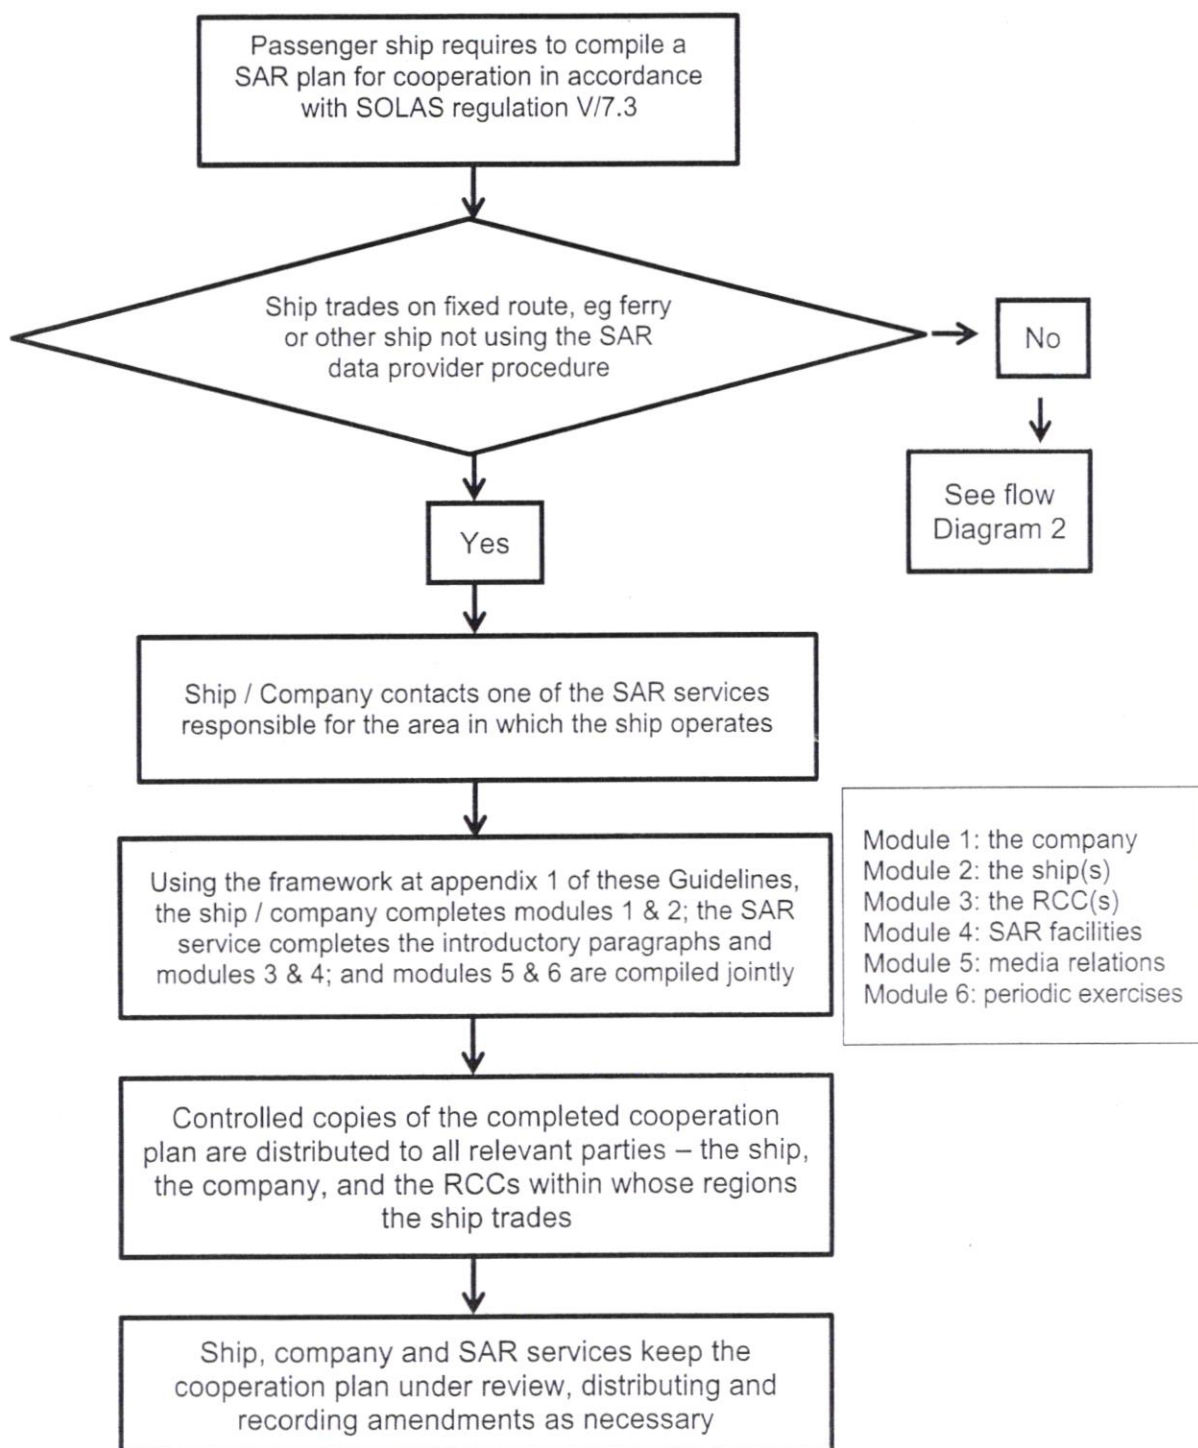 Passenger ship requires to compile a
SAR plan for cooperation in accordance
with SOLAS regulation V/7.3
Ship trades on fixed route, eg ferry
or other ship not using the SAR
data provider procedure
No
See flow
Diagram 2
Yes
Ship / Company contacts one of the SAR services
responsible for the area in which the ship operates
Using the framework at appendix 1 of these Guidelines,
the ship / company completes modules 1 & 2; the SAR
service completes the introductory paragraphs and
modules 3 & 4; and modules 5 & 6 are compiled jointly
Module 1: the company
Module 2: the ship(s)
Module 3: the RCC(s)
Module 4: SAR facilities
Module 5: media relations
Module 6: periodic exercises
Controlled copies of the completed cooperation
plan are distributed to all relevant parties – the ship,
the company, and the RCCs within whose regions
the ship trades
Ship, company and SAR services keep the
cooperation plan under review, distributing and
recording amendments as necessary